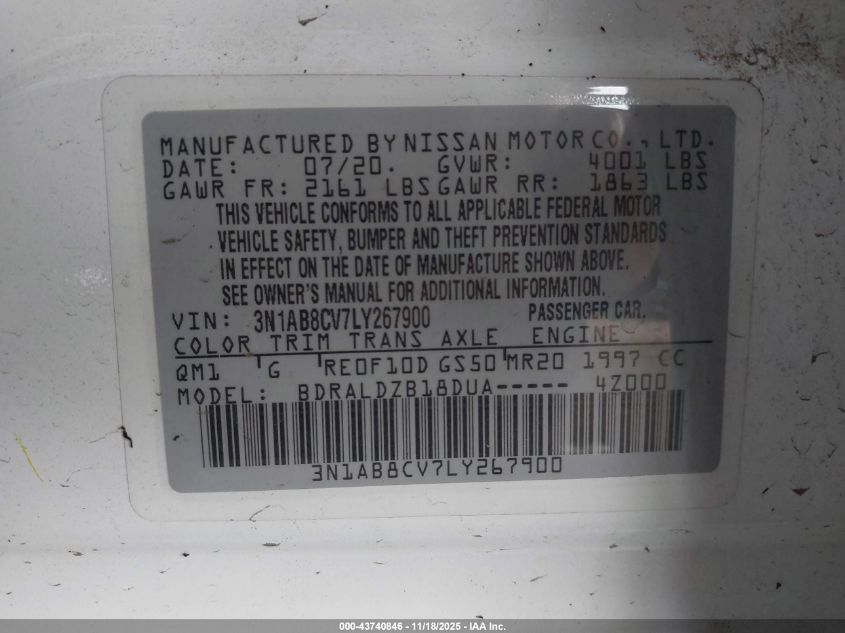 MANUFACTURED BY NISSAN MOTOR CO., LTD.
DATE: 07/20. GVWR: 4001 LBS
GAWR FR: 2161 LBS GAWR RR: 1863 LBS
THIS VEHICLE CONFORMS TO ALL APPLICABLE FEDERAL MOTOR
VEHICLE SAFETY, BUMPER AND THEFT PREVENTION STANDARDS
IN EFFECT ON THE DATE OF MANUFACTURE SHOWN ABOVE.
SEE OWNER'S MANUAL FOR ADDITIONAL INFORMATION.
VIN: 3N1AB8CV7LY267900 PASSENGER CAR.
COLOR TRIM TRANS AXLE ENGINE
QM1 G RE0F10D GS50 MR20 1997 CC
MODEL: BDRALDZB18DUA----- 4Z000
3N1AB8CV7LY267900
000-43740846 - 11/18/2025 - IAA Inc.